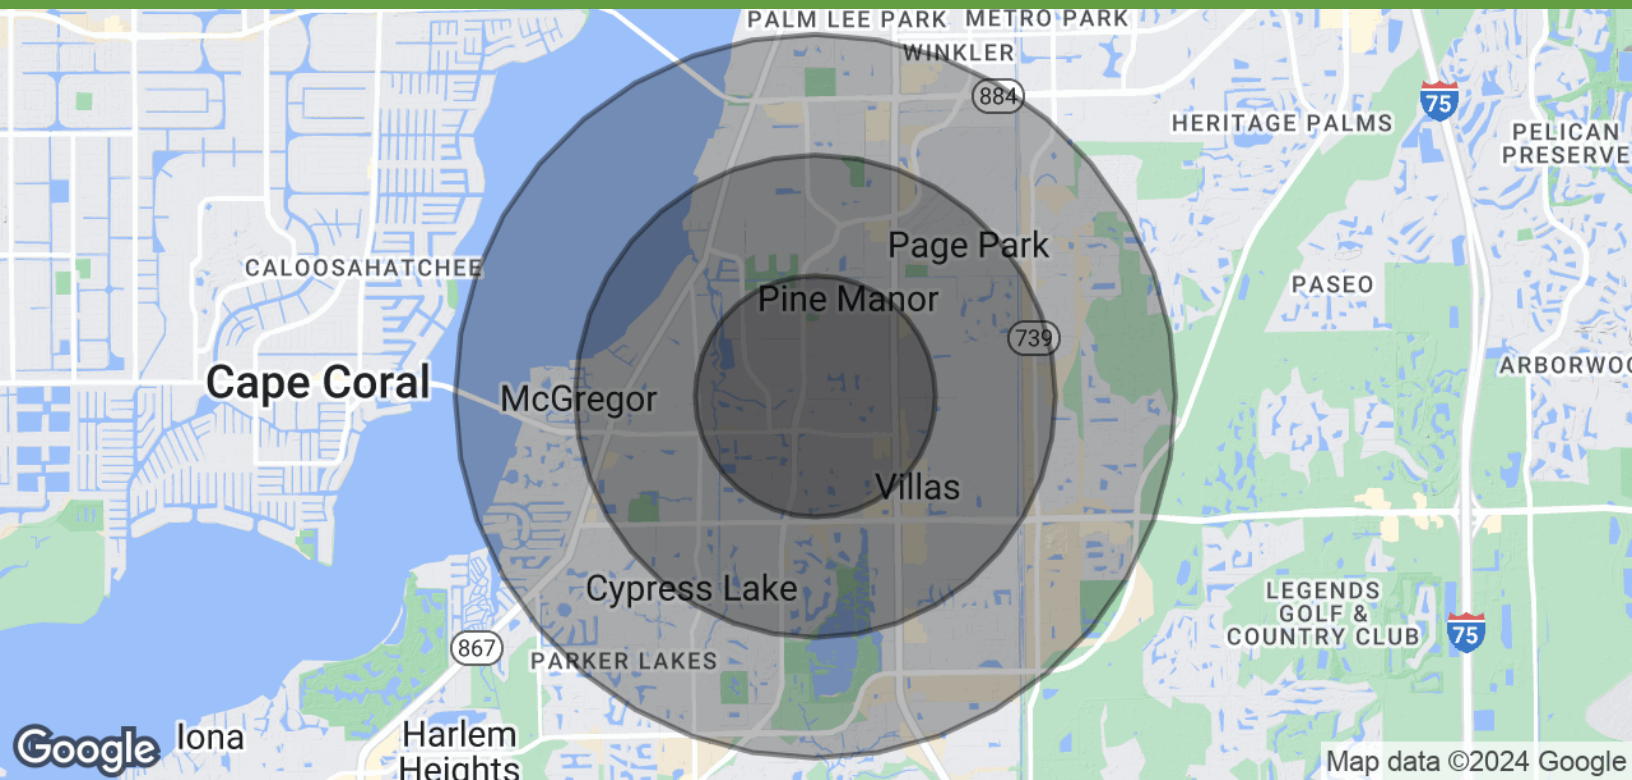 PALM LEE PARK
METRO PARK
WINKLER
884
75
HERITAGE PALMS
PELICAN
PRESERVE
Page Park
CALOOSAHATCHEE
PASEO
Pine Manor
739
ARBORWOO
Cape Coral
McGregor
Villas
Cypress Lake
LEGENDS
GOLF &
COUNTRY CLUB
75
867
PARKER LAKES
Iona
Harlem
Heights
Google
Map data ©2024 Google